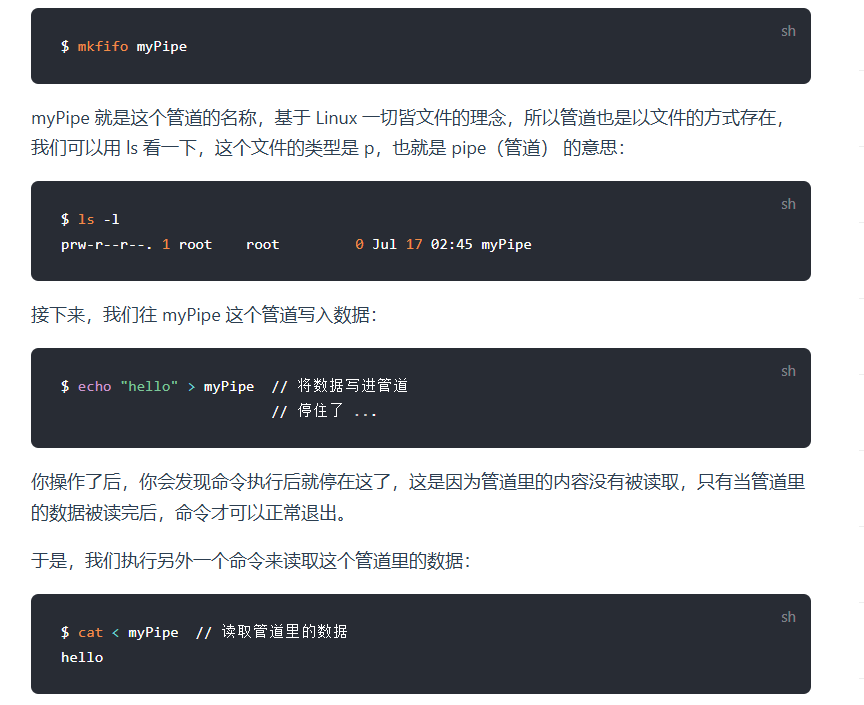 sh
$ mkfifo myPipe
myPipe 就是这个管道的名称，基于 Linux 一切皆文件的理念，所以管道也是以文件的方式存在，
我们可以用 ls 看一下，这个文件的类型是 p，也就是 pipe（管道） 的意思：
sh
$ ls -l
prw-r--r--. 1 root    root         0 Jul 17 02:45 myPipe
接下来，我们往 myPipe 这个管道写入数据：
sh
$ echo "hello" > myPipe  // 将数据写进管道
                         // 停住了 ...
你操作了后，你会发现命令执行后就停在这了，这是因为管道里的内容没有被读取，只有当管道里
的数据被读完后，命令才可以正常退出。
于是，我们执行另外一个命令来读取这个管道里的数据：
sh
$ cat < myPipe  // 读取管道里的数据
hello